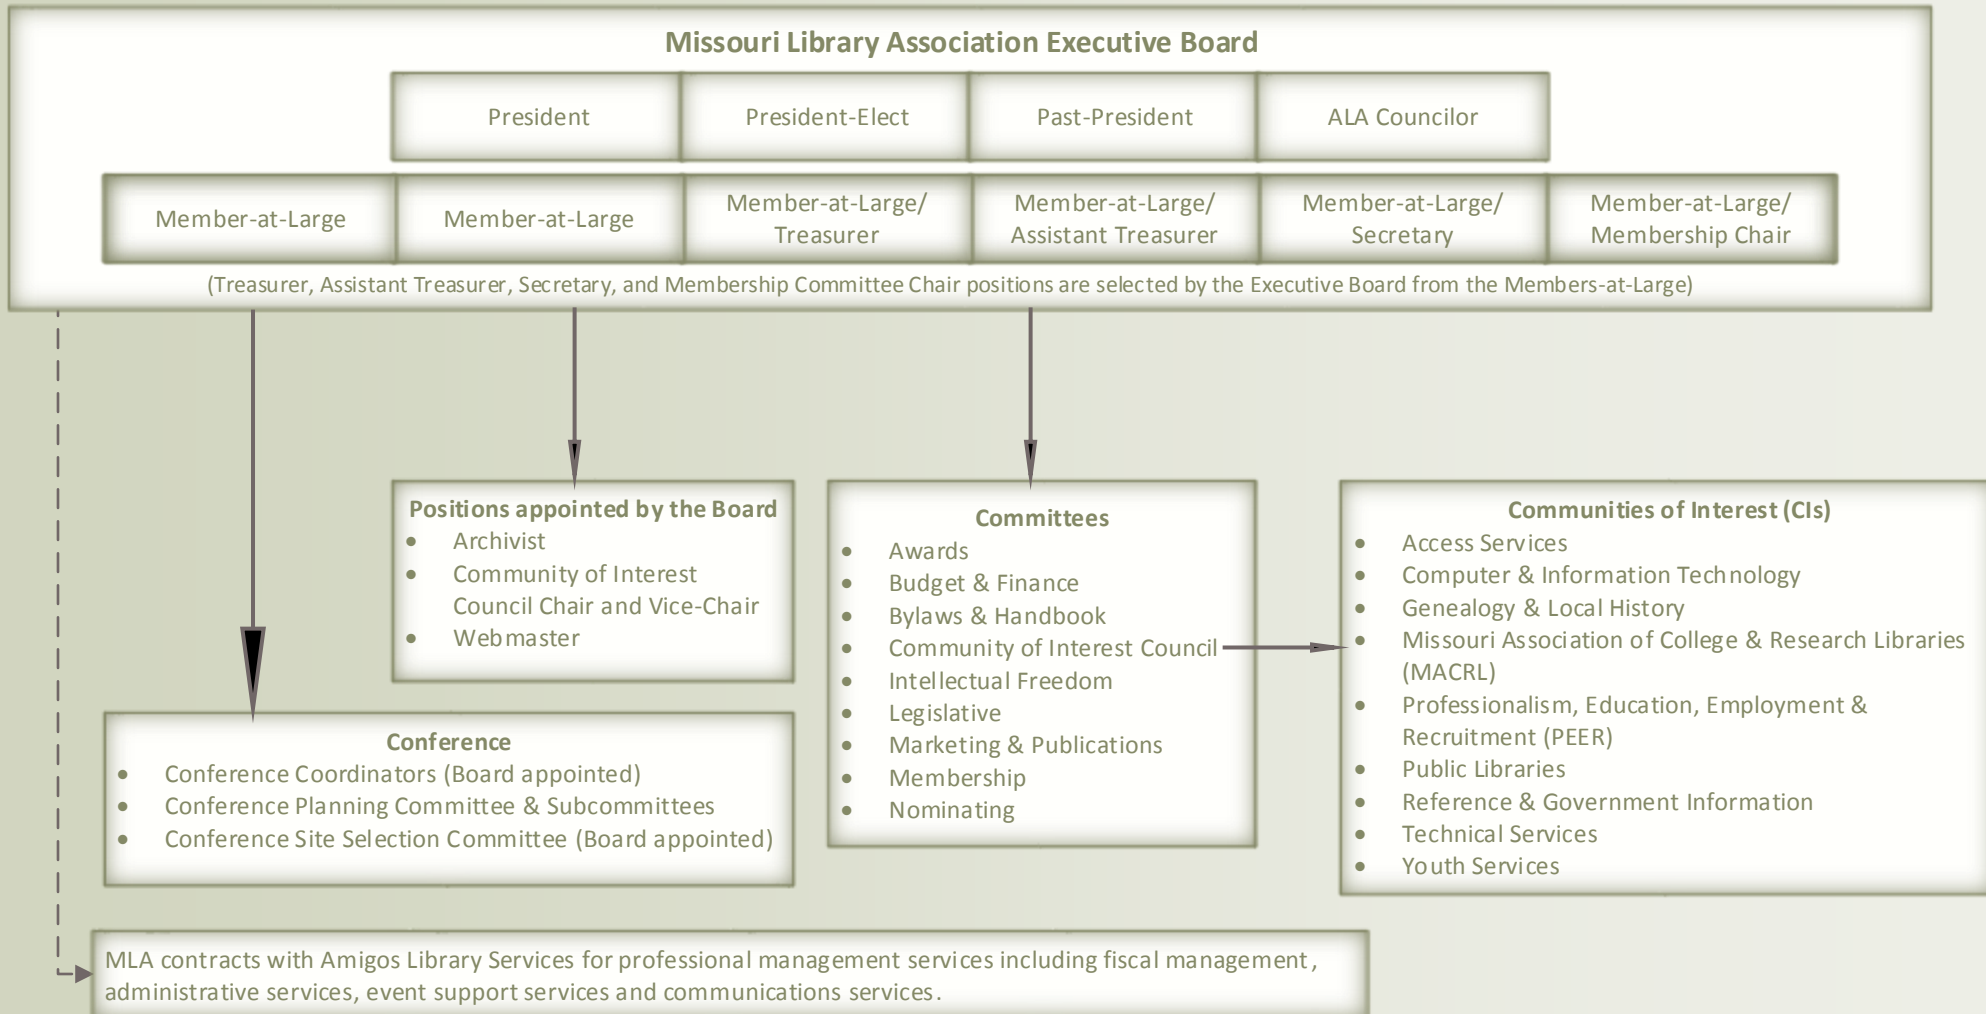 Missouri Library Association Executive Board
President
President-Elect
Past-President
ALA Councilor
Member-at-Large
Member-at-Large
Member-at-Large/
Treasurer
Member-at-Large/
Assistant Treasurer
Member-at-Large/
Secretary
Member-at-Large/
Membership Chair
(Treasurer, Assistant Treasurer, Secretary, and Membership Committee Chair positions are selected by the Executive Board from the Members-at-Large)
Positions appointed by the Board
• Archivist
• Community of Interest
Council Chair and Vice-Chair
• Webmaster
Conference
• Conference Coordinators (Board appointed)
• Conference Planning Committee & Subcommittees
• Conference Site Selection Committee (Board appointed)
Committees
• Awards
• Budget & Finance
• Bylaws & Handbook
• Community of Interest Council
• Intellectual Freedom
• Legislative
• Marketing & Publications
• Membership
• Nominating
Communities of Interest (CIs)
• Access Services
• Computer & Information Technology
• Genealogy & Local History
• Missouri Association of College & Research Libraries
(MACRL)
• Professionalism, Education, Employment &
Recruitment (PEER)
• Public Libraries
• Reference & Government Information
• Technical Services
• Youth Services
MLA contracts with Amigos Library Services for professional management services including fiscal management,
administrative services, event support services and communications services.